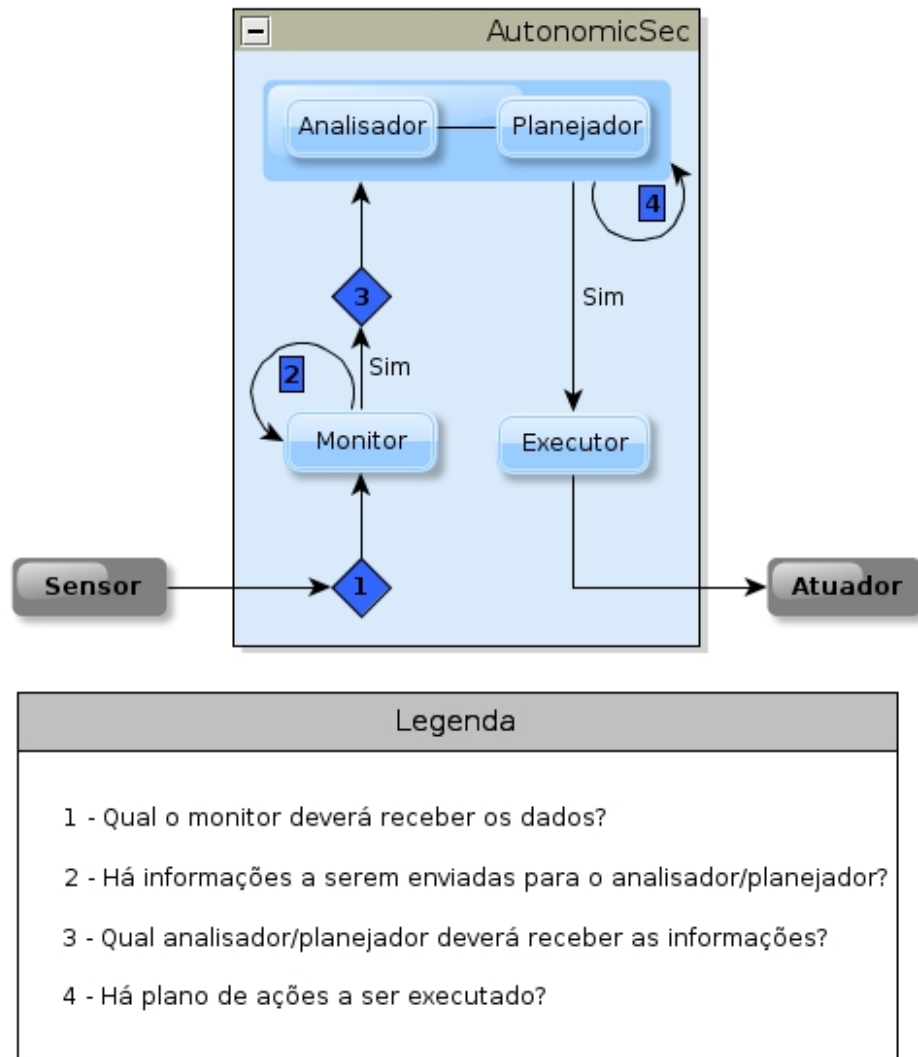 AutonomicSec
Analisador
Planejador
4
3
Sim
Sim
2
Monitor
Executor
Sensor
1
Atuador
Legenda
1 - Qual o monitor deverá receber os dados?
2 - Há informações a serem enviadas para o analisador/planejador?
3 - Qual analisador/planejador deverá receber as informações?
4 - Há plano de ações a ser executado?